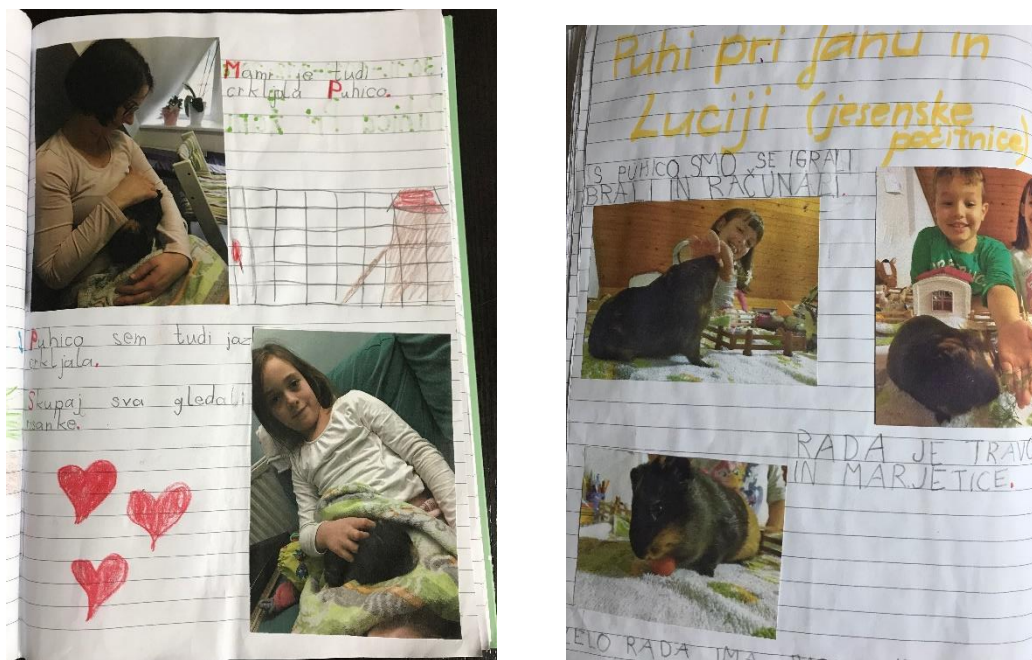 Mami je tudi
crkljala Puhico.
Puhico sem tudi jaz
crkljala.
Skupaj sva gledali
risanke.
Puhi pri Janu in
Luciji (jesenske
počitnice)
S PUHICO SMO SE IGRALI
BRALI IN RAČUNALI.
RADA JE TRAVO
IN MARJETICE.
ZELO RADA IMA